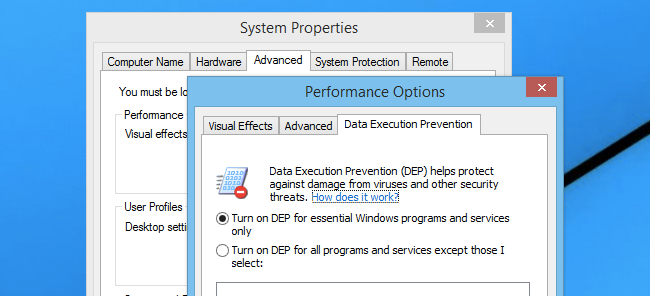 System Properties
Computer Name Hardware Advanced System Protection Remote
You must be lo
Performance
Visual effects
User Profiles
Desktop setti
Performance Options
Visual Effects Advanced Data Execution Prevention
Data Execution Prevention (DEP) helps protect
against damage from viruses and other security
threats. How does it work?
Turn on DEP for essential Windows programs and services
only
Turn on DEP for all programs and services except those I
select: